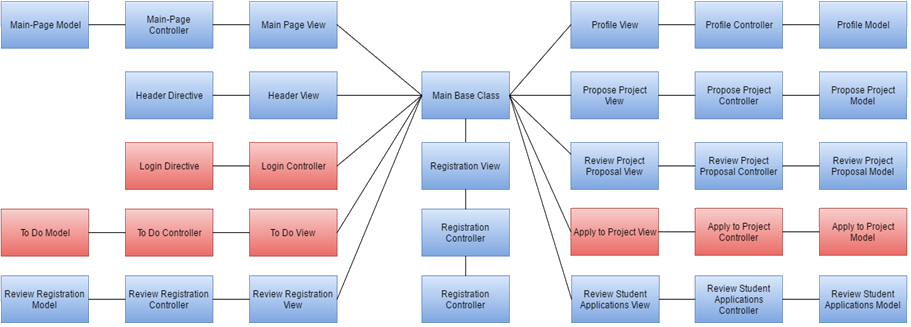 Main-Page Model
Main-Page
Controller
Main Page View
Profile View
Profile Controller
Profile Model
Header Directive
Header View
Main Base Class
Propose Project
View
Propose Project
Controller
Propose Project
Model
Login Directive
Login Controller
Registration View
Review Project
Proposal View
Review Project
Proposal Controller
Review Project
Proposal Model
To Do Model
To Do Controller
To Do View
Registration
Controller
Apply to Project View
Apply to Project
Controller
Apply to Project
Model
Review Registration
Model
Review Registration
Controller
Review Registration
View
Registration
Controller
Review Student
Applications View
Review Student
Applications
Controller
Review Student
Applications Model